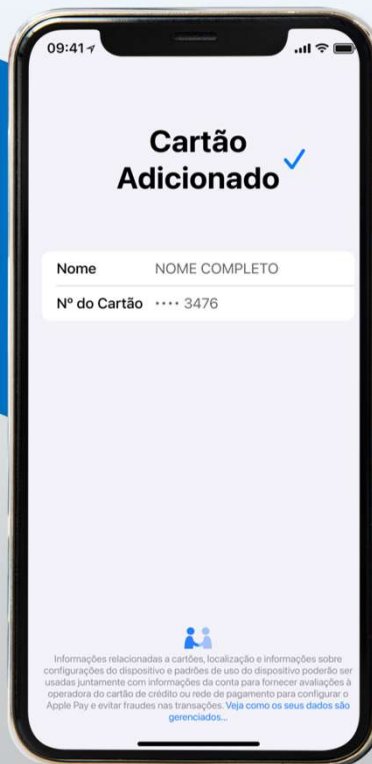 09:41
Cartão
Adicionado
Nome NOME COMPLETO
Nº do Cartão •••• 3476
Informações relacionadas a cartões, localização e informações sobre
configurações do dispositivo e padrões de uso do dispositivo poderão ser
usadas juntamente com informações da conta para fornecer avaliações à
operadora do cartão de crédito ou rede de pagamento para configurar o
Apple Pay e evitar fraudes nas transações. Veja como os seus dados são
gerenciados...